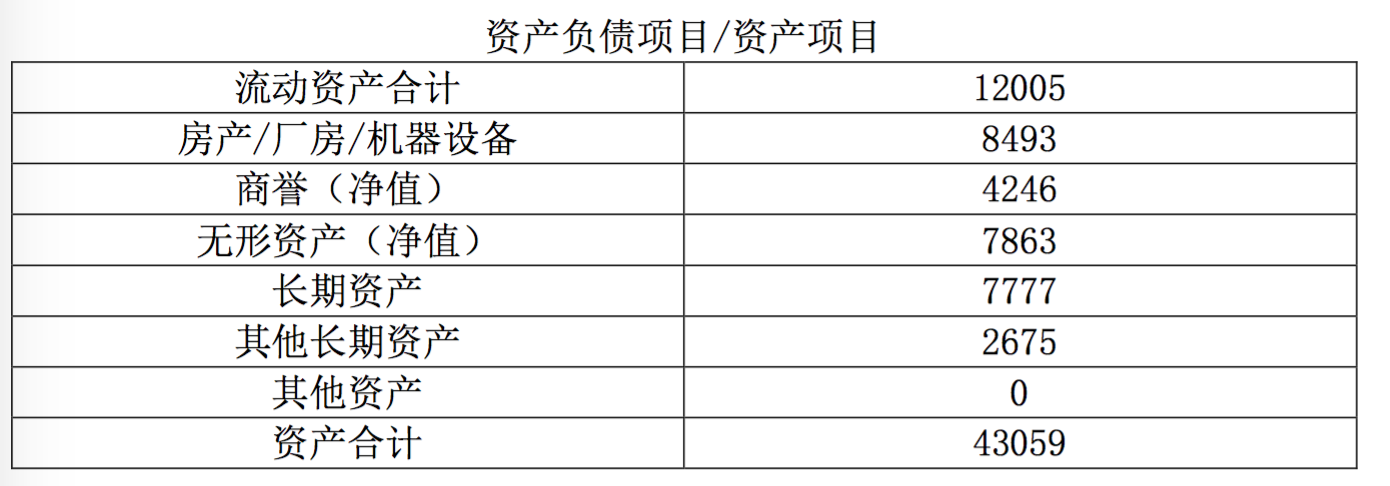 资产负债项目/资产项目
流动资产合计 12005
房产/厂房/机器设备 8493
商誉（净值） 4246
无形资产（净值） 7863
长期资产 7777
其他长期资产 2675
其他资产 0
资产合计 43059